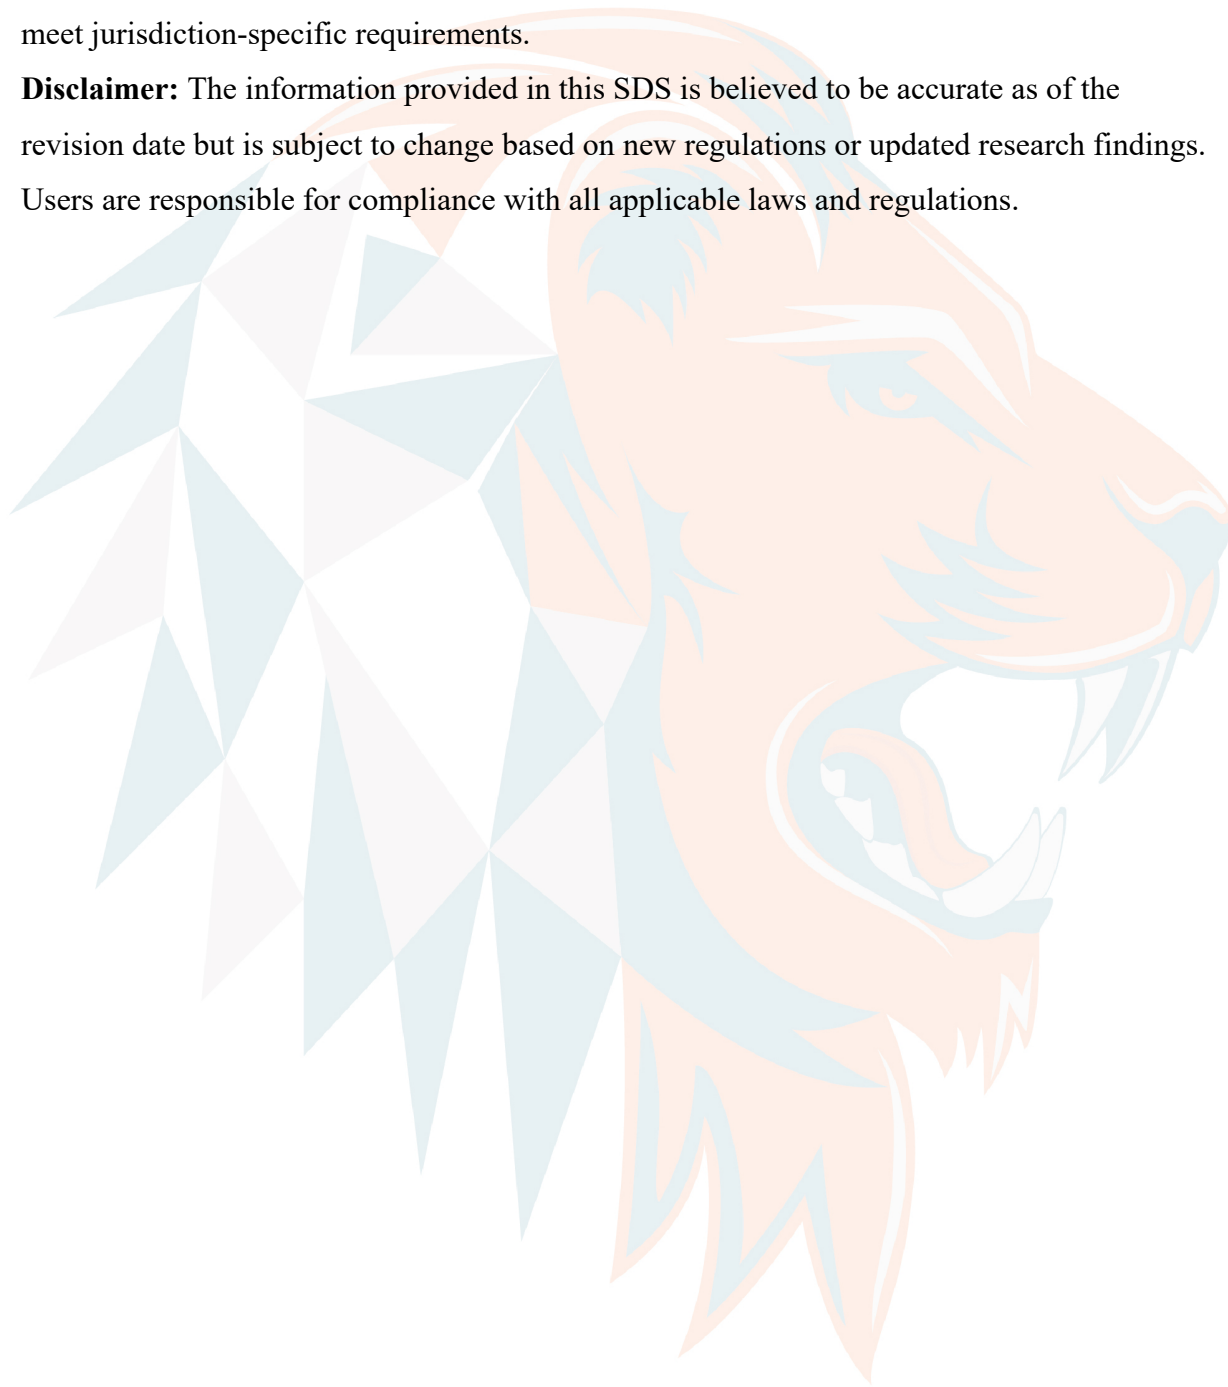 meet jurisdiction-specific requirements.
Disclaimer: The information provided in this SDS is believed to be accurate as of the
revision date but is subject to change based on new regulations or updated research findings.
Users are responsible for compliance with all applicable laws and regulations.